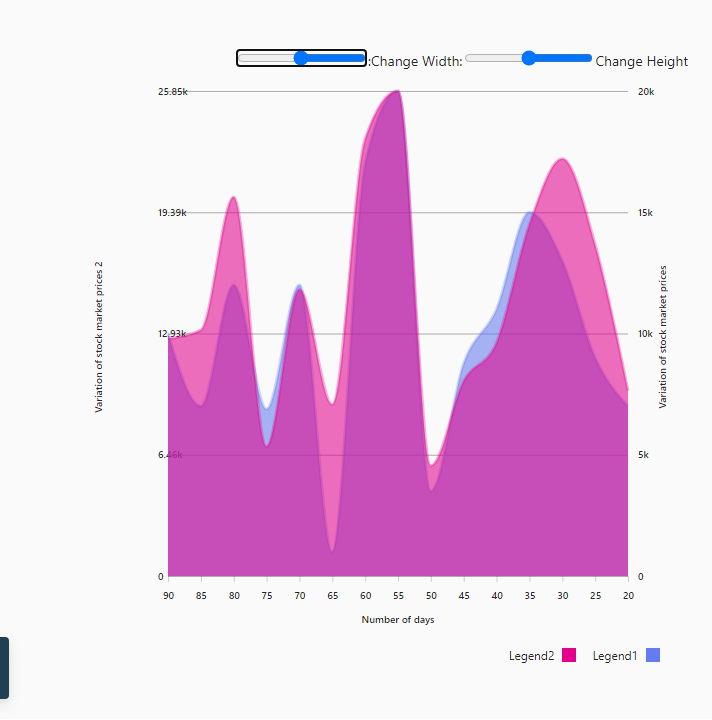 :Change Width: Change Height
25.85k 20k
19.39k 15k
12.93k 10k
6.46k 5k
0 0
Variation of stock market prices 2
Variation of stock market prices
90 85 80 75 70 65 60 55 50 45 40 35 30 25 20
Number of days
Legend2 Legend1